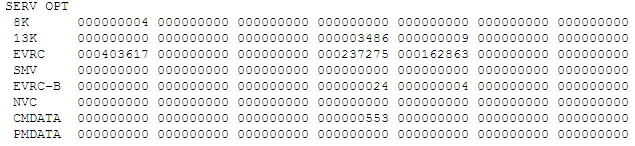 SERV OPT
8K 000000004 000000000 000000000 000000000 000000000 000000000 000000000
13K 000000000 000000000 000000000 000003486 000000009 000000000 000000000
EVRC 000403617 000000000 000000000 000237275 000162863 000000000 000000000
SMV 000000000 000000000 000000000 000000000 000000000 000000000 000000000
EVRC-B 000000000 000000000 000000000 000000024 000000004 000000000 000000000
NVC 000000000 000000000 000000000 000000000 000000000 000000000 000000000
CMDATA 000000000 000000000 000000000 000000553 000000000 000000000 000000000
PMDATA 000000000 000000000 000000000 000000000 000000000 000000000 000000000